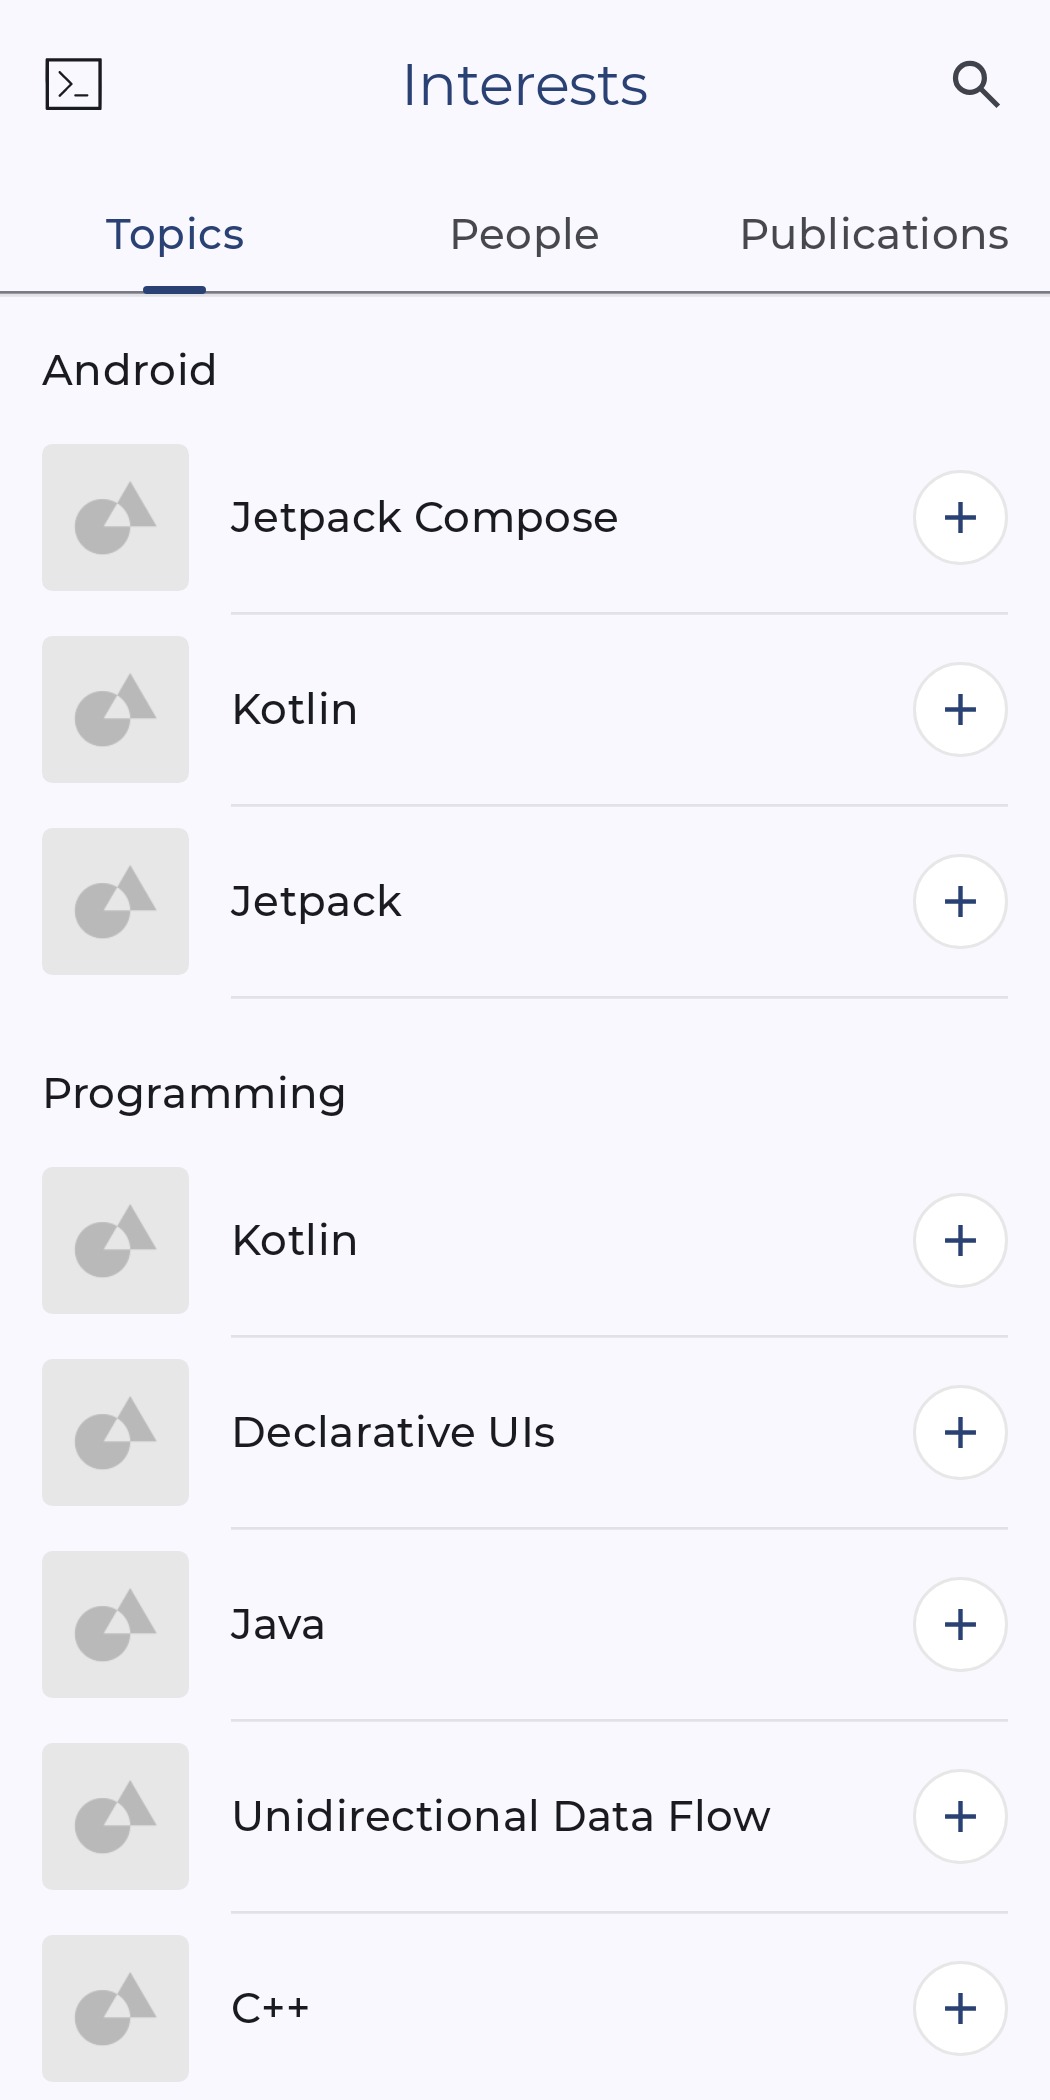 Interests
Topics People Publications
Android
Jetpack Compose
Kotlin
Jetpack
Programming
Kotlin
Declarative UIs
Java
Unidirectional Data Flow
C++